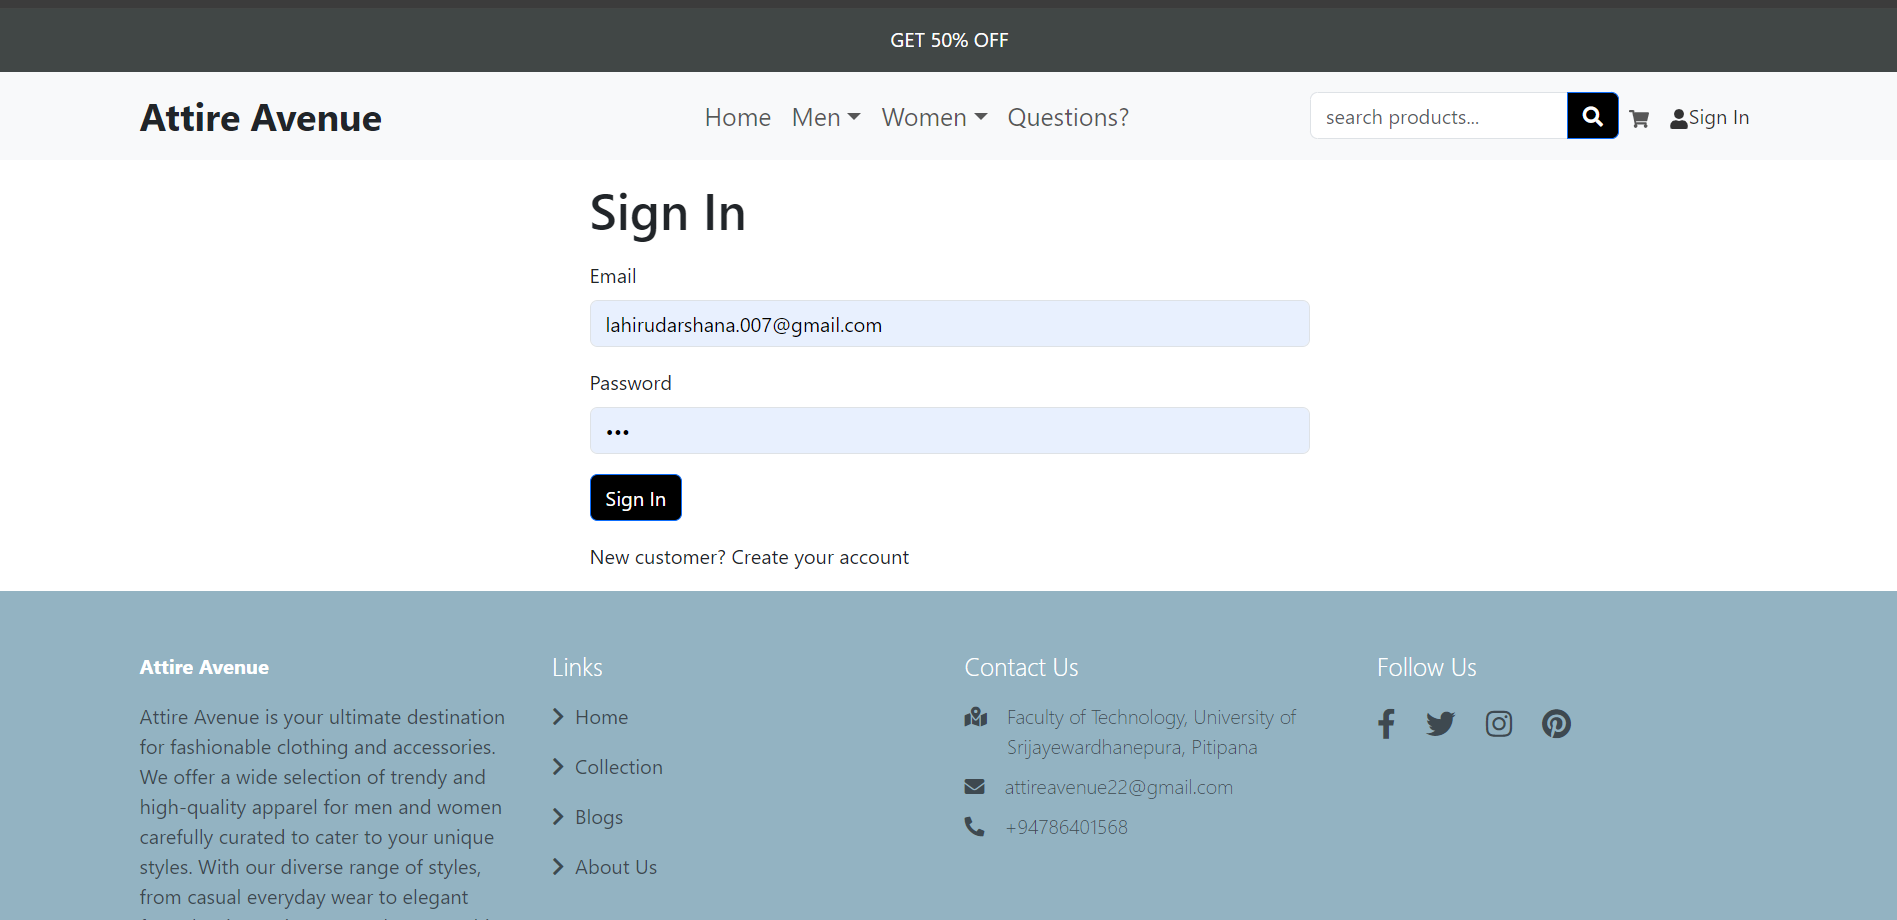 GET 50% OFF
Attire Avenue
Home Men Women Questions?
search products...
Sign In
Sign In
Email
lahirudarshana.007@gmail.com
Password
•••
Sign In
New customer? Create your account
Attire Avenue
Attire Avenue is your ultimate destination
for fashionable clothing and accessories.
We offer a wide selection of trendy and
high-quality apparel for men and women
carefully curated to cater to your unique
styles. With our diverse range of styles,
from casual everyday wear to elegant
Links
Home
Collection
Blogs
About Us
Contact Us
Faculty of Technology, University of
Srijayewardhanepura, Pitipana
attireavenue22@gmail.com
+94786401568
Follow Us